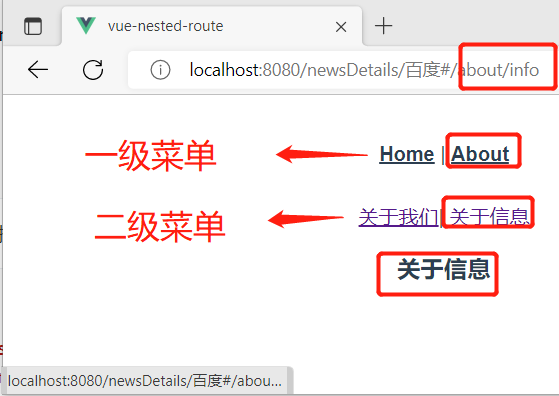 vue-nested-route
localhost:8080/newsDetails/百度#/about/info
一级菜单 Home | About
二级菜单 关于我们| 关于信息
关于信息
localhost:8080/newsDetails/百度#/abou...